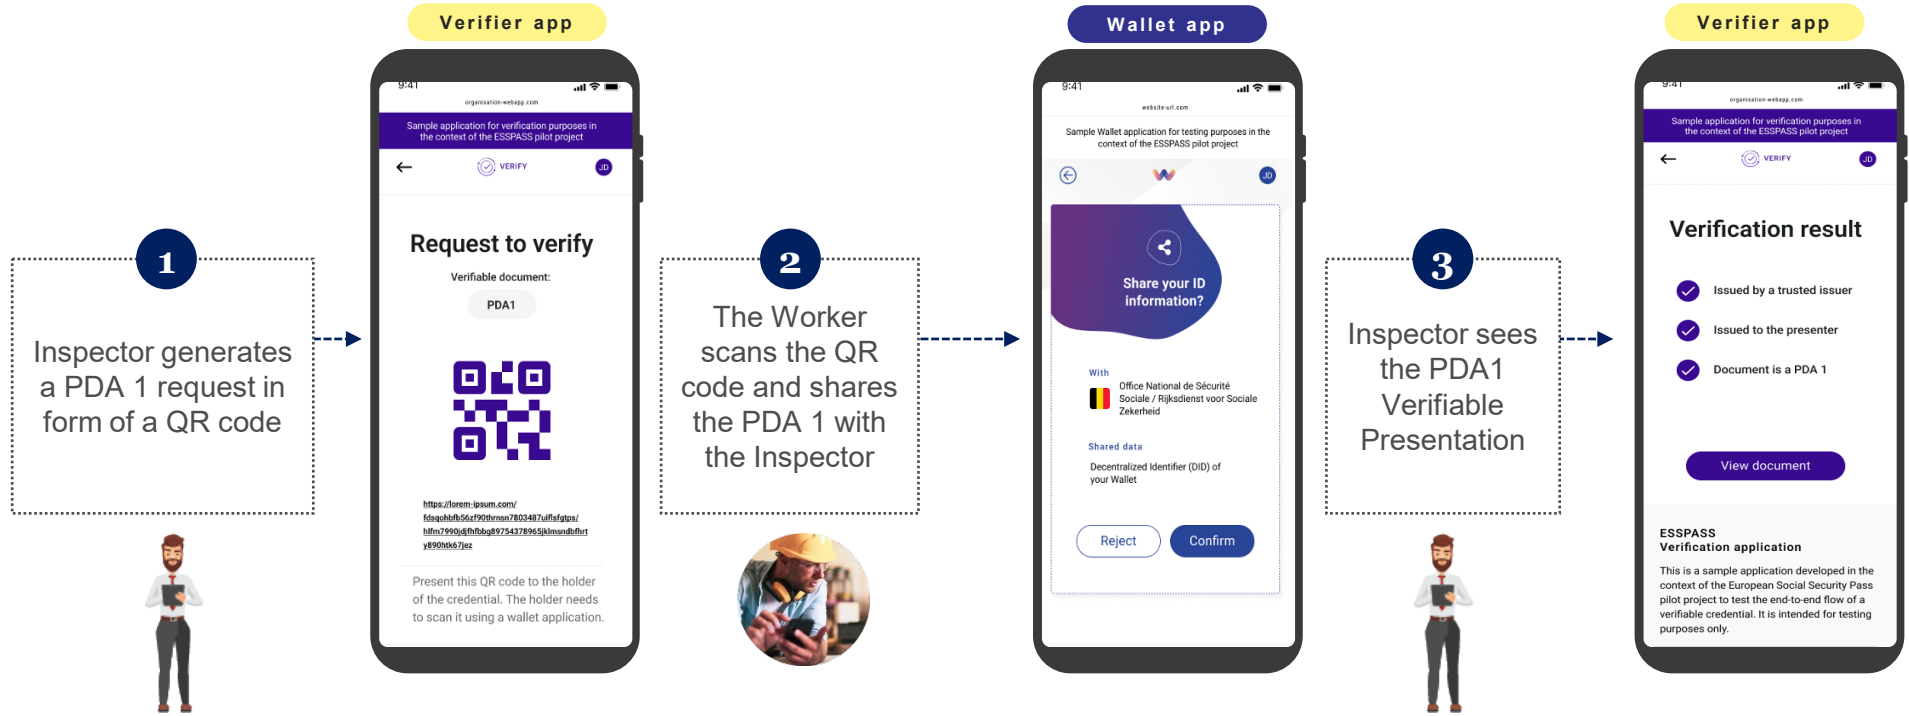 Verifier app
Wallet app
Verifier app
1
Inspector generates
a PDA 1 request in
form of a QR code
9:41
organisation-webapp.com
Sample application for verification purposes in
the context of the ESSPASS pilot project
VERIFY
JD
Request to verify
Verifiable document:
PDA1
https://lorem-ipsum.com/
fdsqohbfb56zf90thrnsn7803487uiflsfgtps/
hlfm7990jdjfhfbbg89754378965jklmsndbfhrt
y890htk67jez
Present this QR code to the holder
of the credential. The holder needs
to scan it using a wallet application.
2
The Worker
scans the QR
code and shares
the PDA 1 with
the Inspector
9:41
website-url.com
Sample Wallet application for testing purposes in the
context of the ESSPASS pilot project
JD
Share your ID
information?
With
Office National de Sécurité
Sociale / Rijksdienst voor Sociale
Zekerheid
Shared data
Decentralized Identifier (DID) of
your Wallet
Reject
Confirm
3
Inspector sees
the PDA1
Verifiable
Presentation
9:41
organisation-webapp.com
Sample application for verification purposes in
the context of the ESSPASS pilot project
VERIFY
JD
Verification result
Issued by a trusted issuer
Issued to the presenter
Document is a PDA 1
View document
ESSPASS
Verification application
This is a sample application developed in the
context of the European Social Security Pass
pilot project to test the end-to-end flow of a
verifiable credential. It is intended for testing
purposes only.